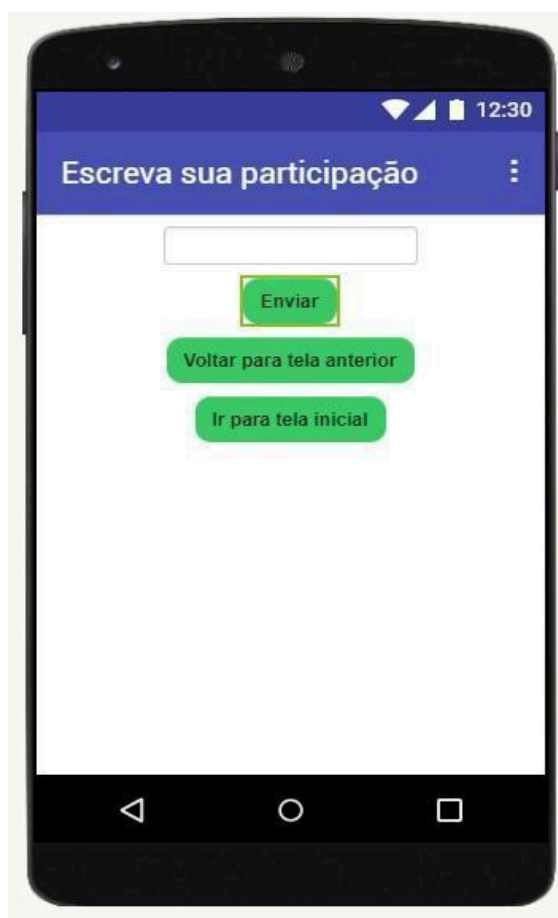 12:30
Escreva sua participação
Enviar
Voltar para tela anterior
Ir para tela inicial